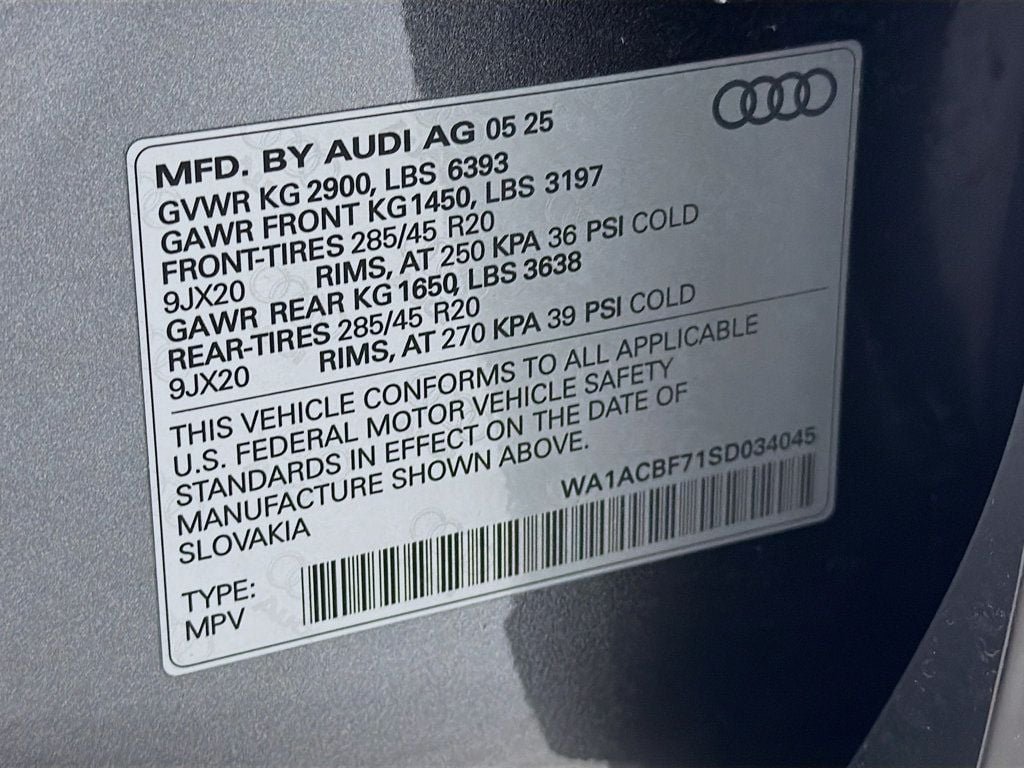 MFD. BY AUDI AG 05 25
GVWR KG 2900, LBS 6393
GAWR FRONT KG 1450, LBS 3197
FRONT-TIRES 285/45 R20
9JX20 RIMS, AT 250 KPA 36 PSI COLD
GAWR REAR KG 1650, LBS 3638
REAR-TIRES 285/45 R20
9JX20 RIMS, AT 270 KPA 39 PSI COLD
THIS VEHICLE CONFORMS TO ALL APPLICABLE
U.S. FEDERAL MOTOR VEHICLE SAFETY
STANDARDS IN EFFECT ON THE DATE OF
MANUFACTURE SHOWN ABOVE.
SLOVAKIA
WA1ACBF71SD034045
TYPE:
MPV